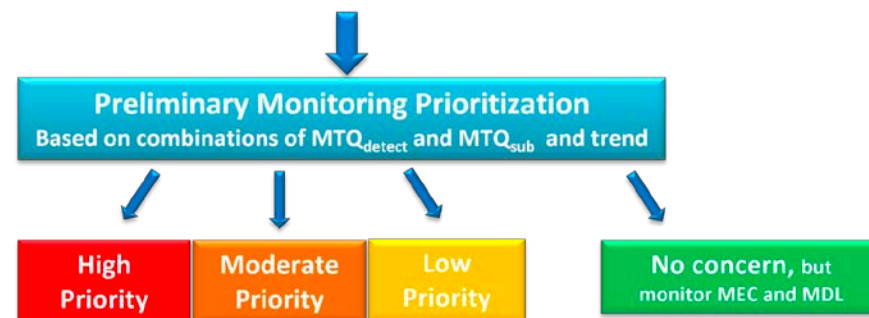 Preliminary Monitoring Prioritization
Based on combinations of MTQdetect and MTQsub and trend
High
Priority
Moderate
Priority
Low
Priority
No concern, but
monitor MEC and MDL